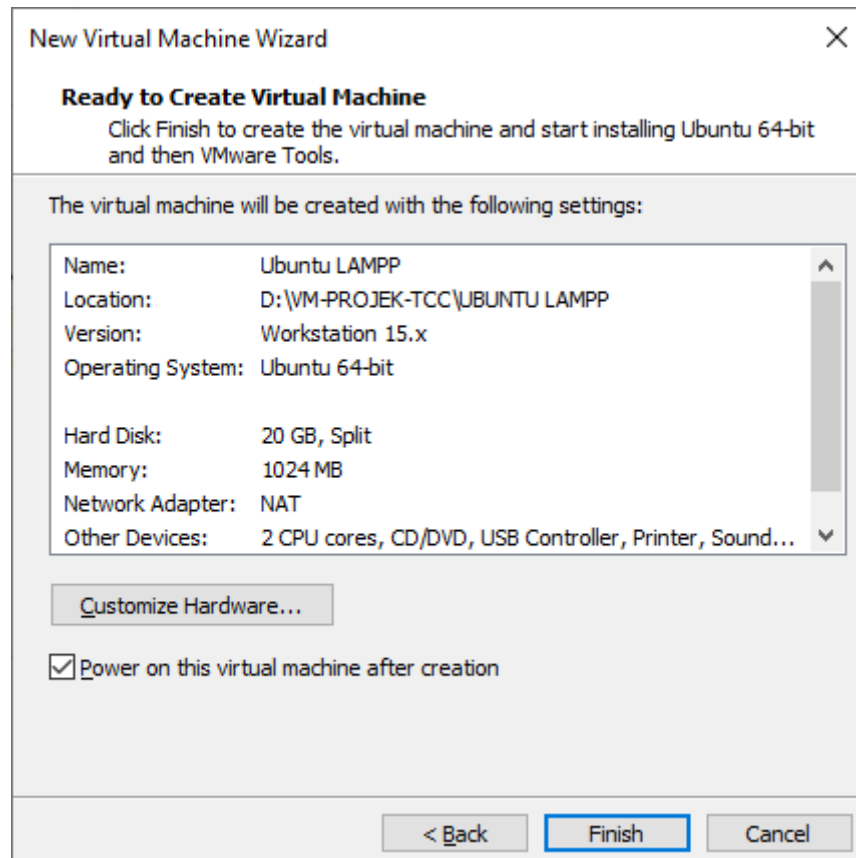 New Virtual Machine Wizard
Ready to Create Virtual Machine
Click Finish to create the virtual machine and start installing Ubuntu 64-bit
and then VMware Tools.
The virtual machine will be created with the following settings:
Name: Ubuntu LAMPP
Location: D:\VM-PROJEK-TCC\UBUNTU LAMPP
Version: Workstation 15.x
Operating System: Ubuntu 64-bit
Hard Disk: 20 GB, Split
Memory: 1024 MB
Network Adapter: NAT
Other Devices: 2 CPU cores, CD/DVD, USB Controller, Printer, Sound...
Customize Hardware...
Power on this virtual machine after creation
< Back Finish Cancel